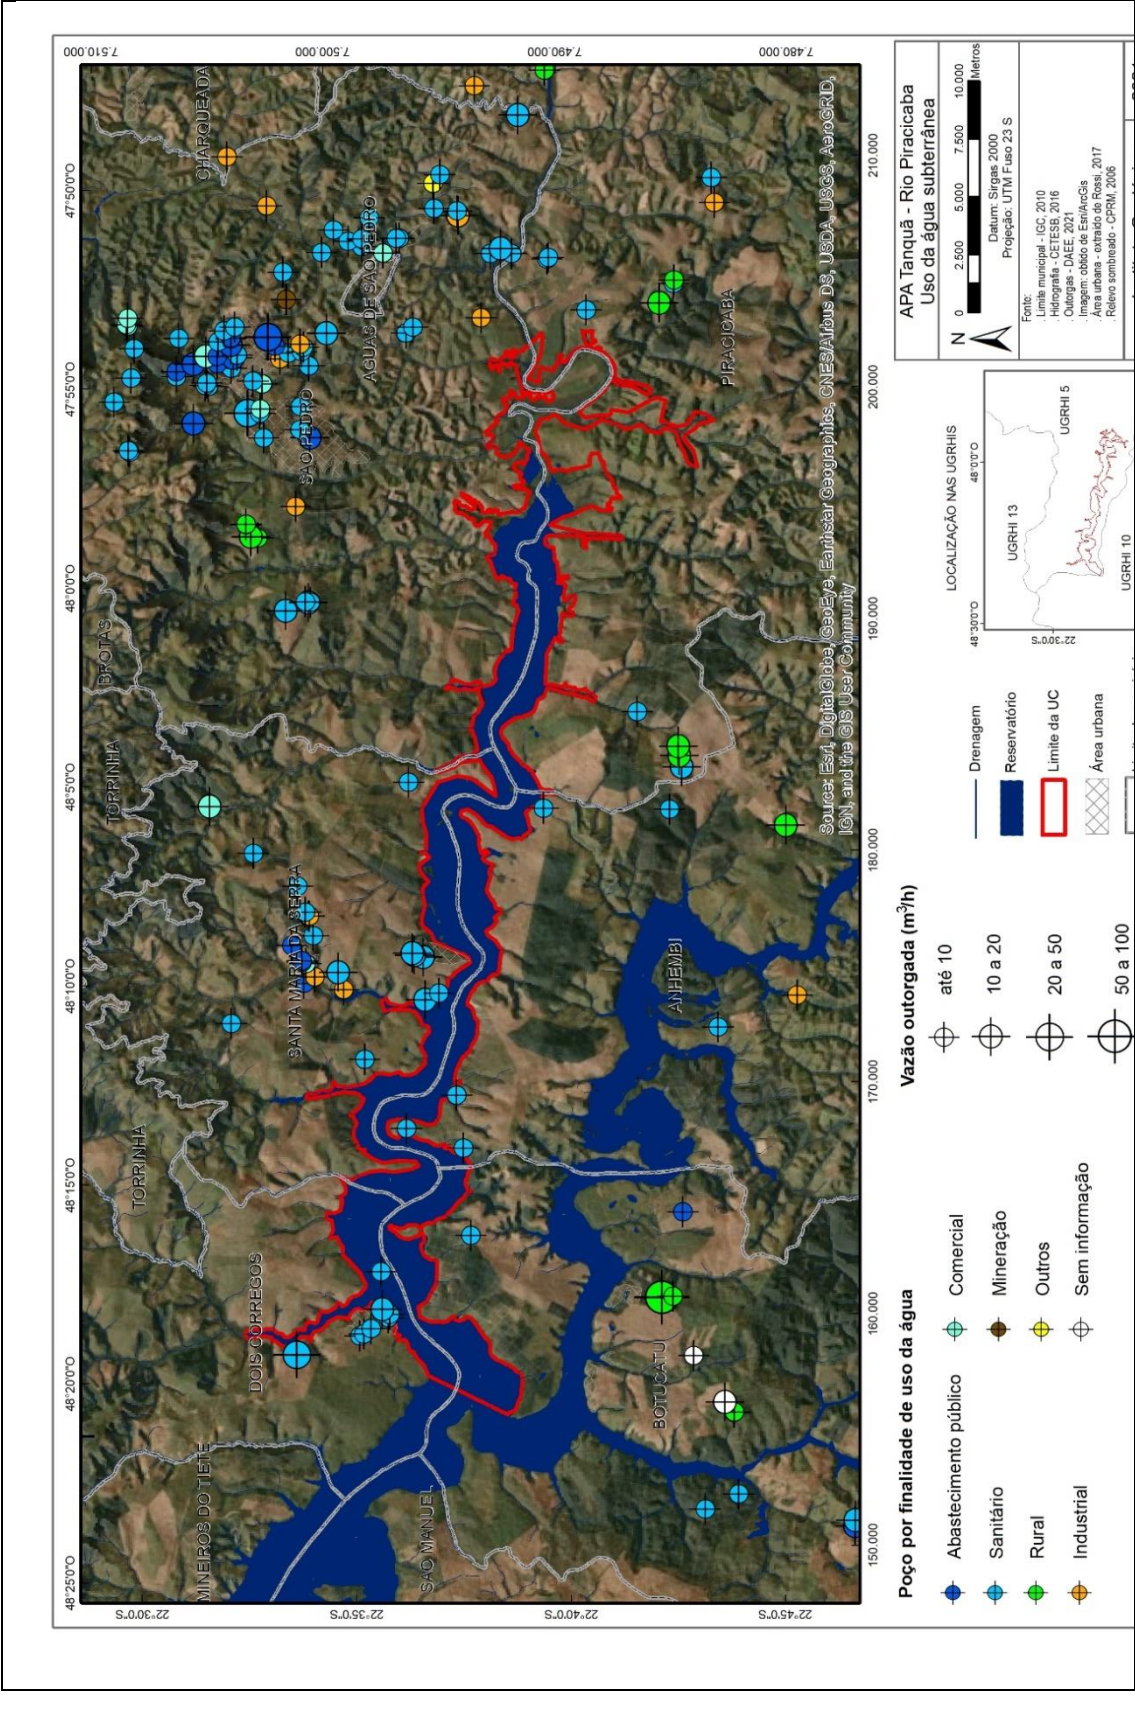 48°25'0"O
48°20'0"O
48°15'0"O
48°10'0"O
48°5'0"O
48°0'0"O
47°55'0"O
47°50'0"O
22°30'0"S
22°35'0"S
22°40'0"S
22°45'0"S
7.510.000
7.500.000
7.490.000
7.480.000
150.000
160.000
170.000
180.000
190.000
200.000
210.000
MINEIROS DO TIETÊ
DOIS CÓRREGOS
TORRINHA
TORRINHA
BROTAS
CHARQUEADA
SANTA MARIA DA SERRA
SÃO PEDRO
ÁGUAS DE SÃO PEDRO
SÃO MANUEL
BOTUCATU
ANHEMBI
PIRACICABA
Source: Esri, DigitalGlobe, GeoEye, Earthstar Geographics, CNES/Airbus DS, USDA, USGS, AeroGRID,
IGN, and the GIS User Community
Poço por finalidade de uso da água
Abastecimento público
Sanitário
Rural
Industrial
Comercial
Mineração
Outros
Sem informação
Vazão outorgada (m³/h)
até 10
10 a 20
20 a 50
50 a 100
Drenagem
Reservatório
Limite da UC
Área urbana
LOCALIZAÇÃO NAS UGRHIS
48°30'0"O
48°0'0"O
22°30'0"S
UGRHI 13
UGRHI 5
UGRHI 10
APA Tanquã - Rio Piracicaba
Uso da água subterrânea
N
0 2.500 5.000 7.500 10.000
Metros
Datum: Sirgas 2000
Projeção: UTM Fuso 23 S
Fonte:
. Limite municipal - IGC, 2010
. Hidrografia - CETESB, 2016
. Outorgas - DAEE, 2021
. Imagem: obtido de Esri/ArcGis
. Área urbana - extraído de Rossi, 2017
. Relevo sombreado - CPRM, 2006